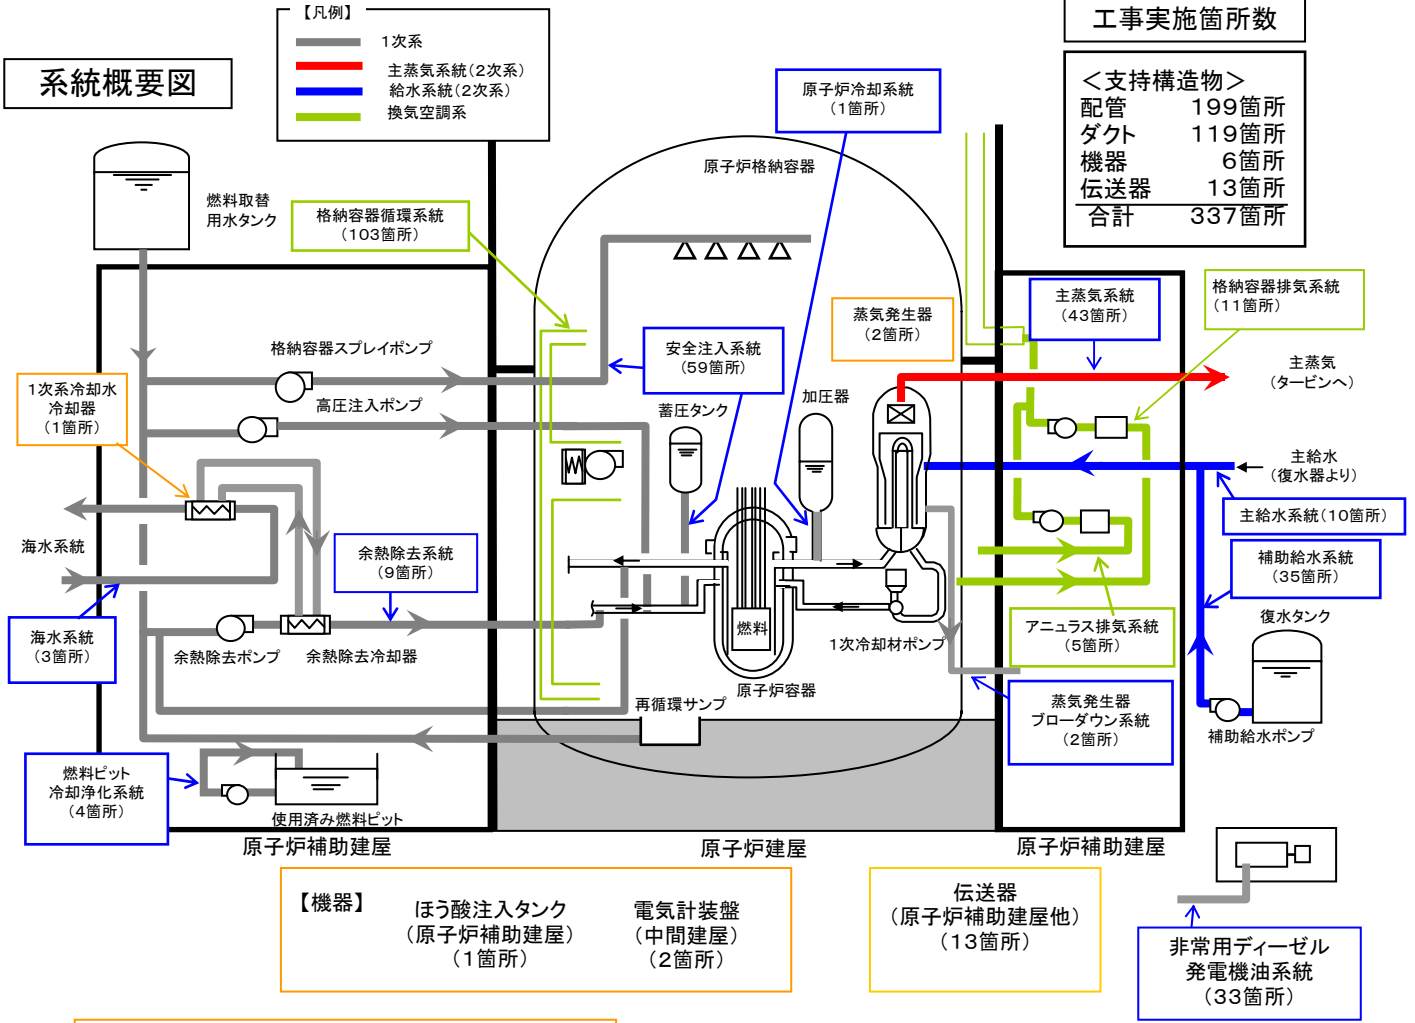 【凡例】
1次系
主蒸気系統(2次系)
給水系統(2次系)
換気空調系
系統概要図
工事実施箇所数
＜支持構造物＞
配管　199箇所
ダクト　119箇所
機器　6箇所
伝送器　13箇所
合計　337箇所
原子炉冷却系統
(1箇所)
原子炉格納容器
燃料取替
用水タンク
格納容器循環系統
(103箇所)
蒸気発生器
(2箇所)
主蒸気系統
(43箇所)
格納容器排気系統
(11箇所)
格納容器スプレイポンプ
安全注入系統
(59箇所)
主蒸気
(タービンへ)
1次系冷却水
冷却器
(1箇所)
高圧注入ポンプ
蓄圧タンク
加圧器
主給水
(復水器より)
主給水系統(10箇所)
海水系統
余熱除去系統
(9箇所)
補助給水系統
(35箇所)
海水系統
(3箇所)
余熱除去ポンプ
余熱除去冷却器
燃料
1次冷却材ポンプ
アニュラス排気系統
(5箇所)
復水タンク
原子炉容器
再循環サンプ
蒸気発生器
ブローダウン系統
(2箇所)
補助給水ポンプ
燃料ピット
冷却浄化系統
(4箇所)
使用済み燃料ピット
原子炉補助建屋
原子炉建屋
原子炉補助建屋
【機器】
ほう酸注入タンク
(原子炉補助建屋)
(1箇所)
電気計装盤
(中間建屋)
(2箇所)
伝送器
(原子炉補助建屋他)
(13箇所)
非常用ディーゼル
発電機油系統
(33箇所)